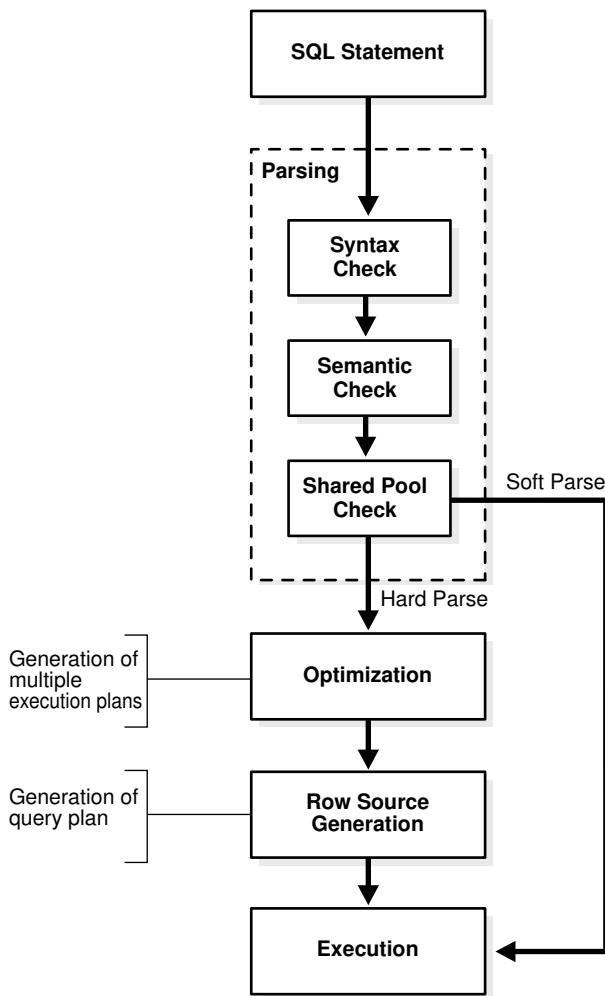 SQL Statement
Parsing
Syntax
Check
Semantic
Check
Shared Pool
Check
Soft Parse
Hard Parse
Generation of
multiple
execution plans
Optimization
Generation of
query plan
Row Source
Generation
Execution